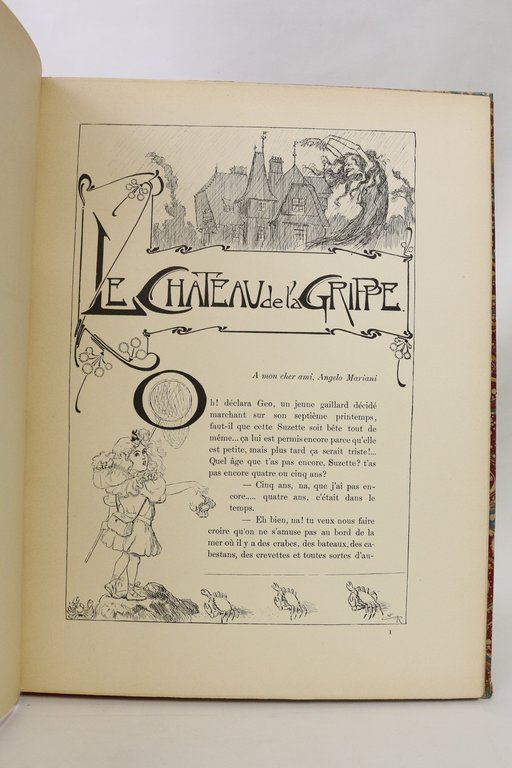 LE CHATEAU de la GRIPPE.
A mon cher ami, Angelo Mariani
Oh! déclara Geo, un jeune gaillard décidé
marchant sur son septième printemps,
faut-il que cette Suzette soit bête tout de
même... ça lui est permis encore parce qu'elle
est petite, mais plus tard ça serait triste!...
Quel âge que t'as pas encore, Suzette? t'as
pas encore quatre ou cinq ans?
— Cinq ans, na, que j'ai pas en-
core..... quatre ans, c'était dans le
temps.
— Eh bien, na! tu veux nous faire
croire qu'on ne s'amuse pas au bord de la
mer où il y a des crabes, des bateaux, des ca-
bestans, des crevettes et toutes sortes d'au-
1